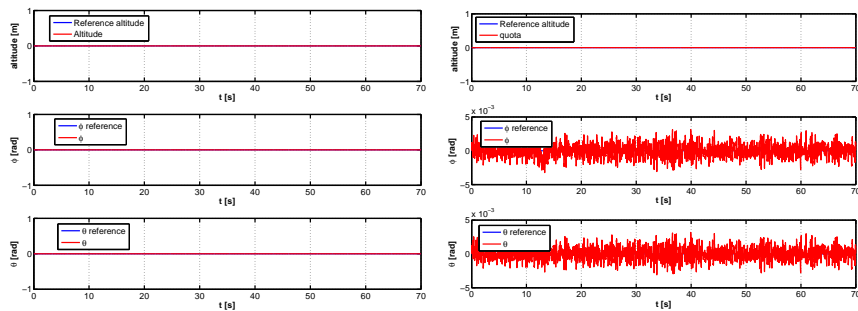 altitude [m]
1
0
−1
Reference altitude
Altitude
0 10 20 30 40 50 60 70
t [s]
ϕ [rad]
1
0
−1
ϕ reference
ϕ
0 10 20 30 40 50 60 70
t [s]
θ [rad]
1
0
−1
θ reference
θ
0 10 20 30 40 50 60 70
t [s]
altitude [m]
1
0
−1
Reference altitude
quota
0 10 20 30 40 50 60 70
t [s]
x 10⁻³
ϕ [rad]
5
0
−5
ϕ reference
ϕ
0 10 20 30 40 50 60 70
t [s]
x 10⁻³
θ [rad]
5
0
−5
θ reference
θ
0 10 20 30 40 50 60 70
t [s]